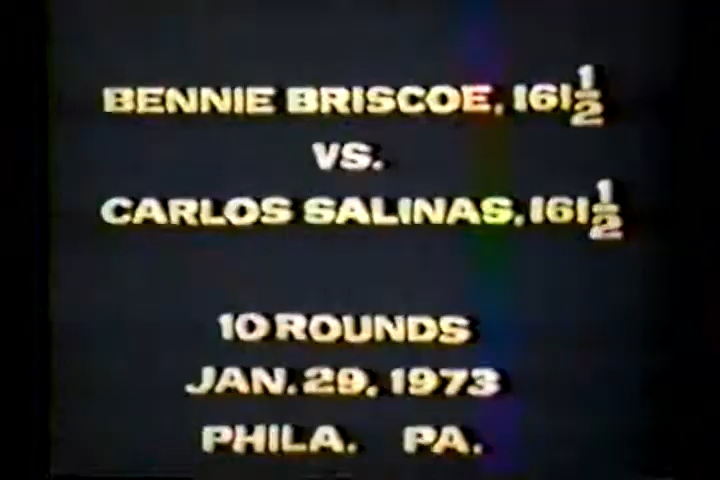 BENNIE BRISCOE, 161½
VS.
CARLOS SALINAS, 161½
10 ROUNDS
JAN. 29, 1973
PHILA. PA.